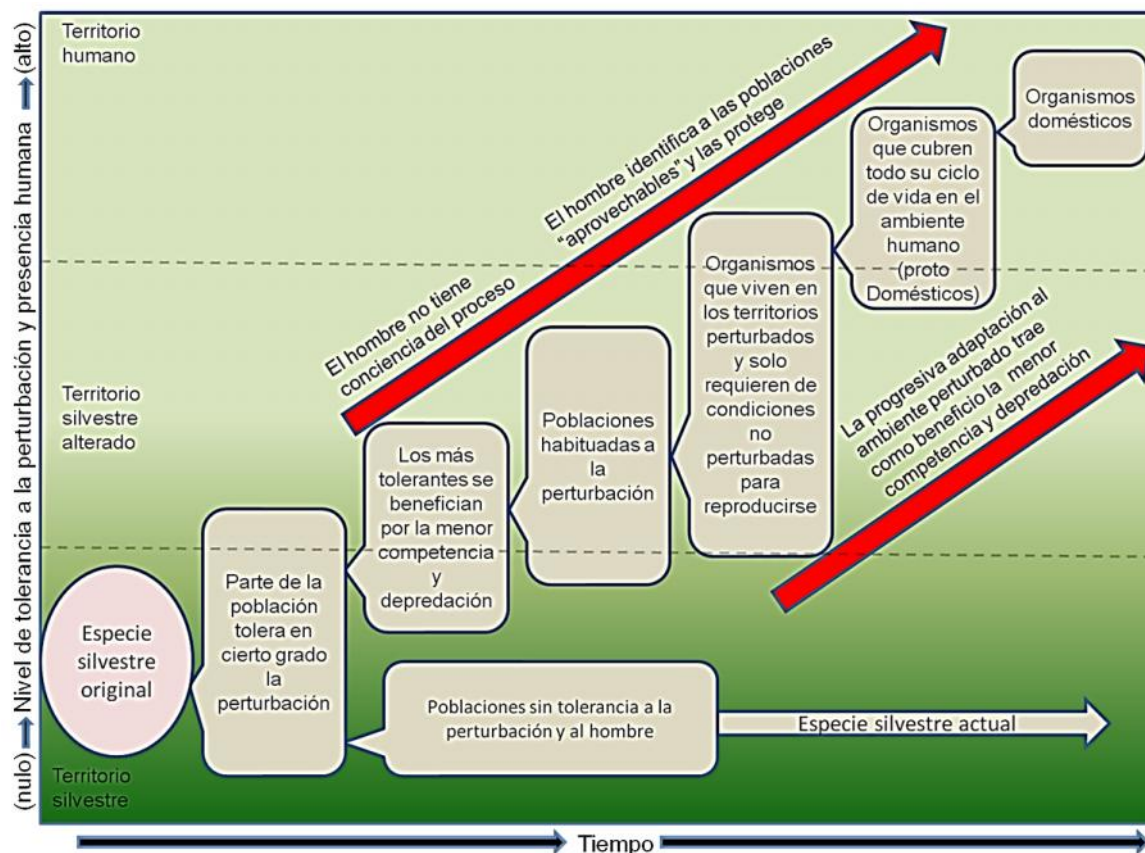 Territorio
humano
El hombre identifica a las poblaciones
"aprovechables" y las protege
El hombre no tiene
conciencia del proceso
Organismos
domésticos
Organismos
que cubren
todo su ciclo
de vida en el
ambiente
humano
(proto
Domésticos)
Organismos
que viven en
los territorios
perturbados
y solo
requieren de
condiciones
no
perturbadas
para
reproducirse
La progresiva adaptación al
ambiente perturbado trae
como beneficio la menor
competencia y depredación
Territorio
silvestre
alterado
Poblaciones
habituadas a
la
perturbación
Los más
tolerantes se
benefician
por la menor
competencia
y
depredación
Parte de la
población
tolera en
cierto grado
la
perturbación
Especie
silvestre
original
Poblaciones sin tolerancia a la
perturbación y al hombre
Especie silvestre actual
Territorio
silvestre
(nulo) Nivel de tolerancia a la perturbación y presencia humana (alto)
Tiempo